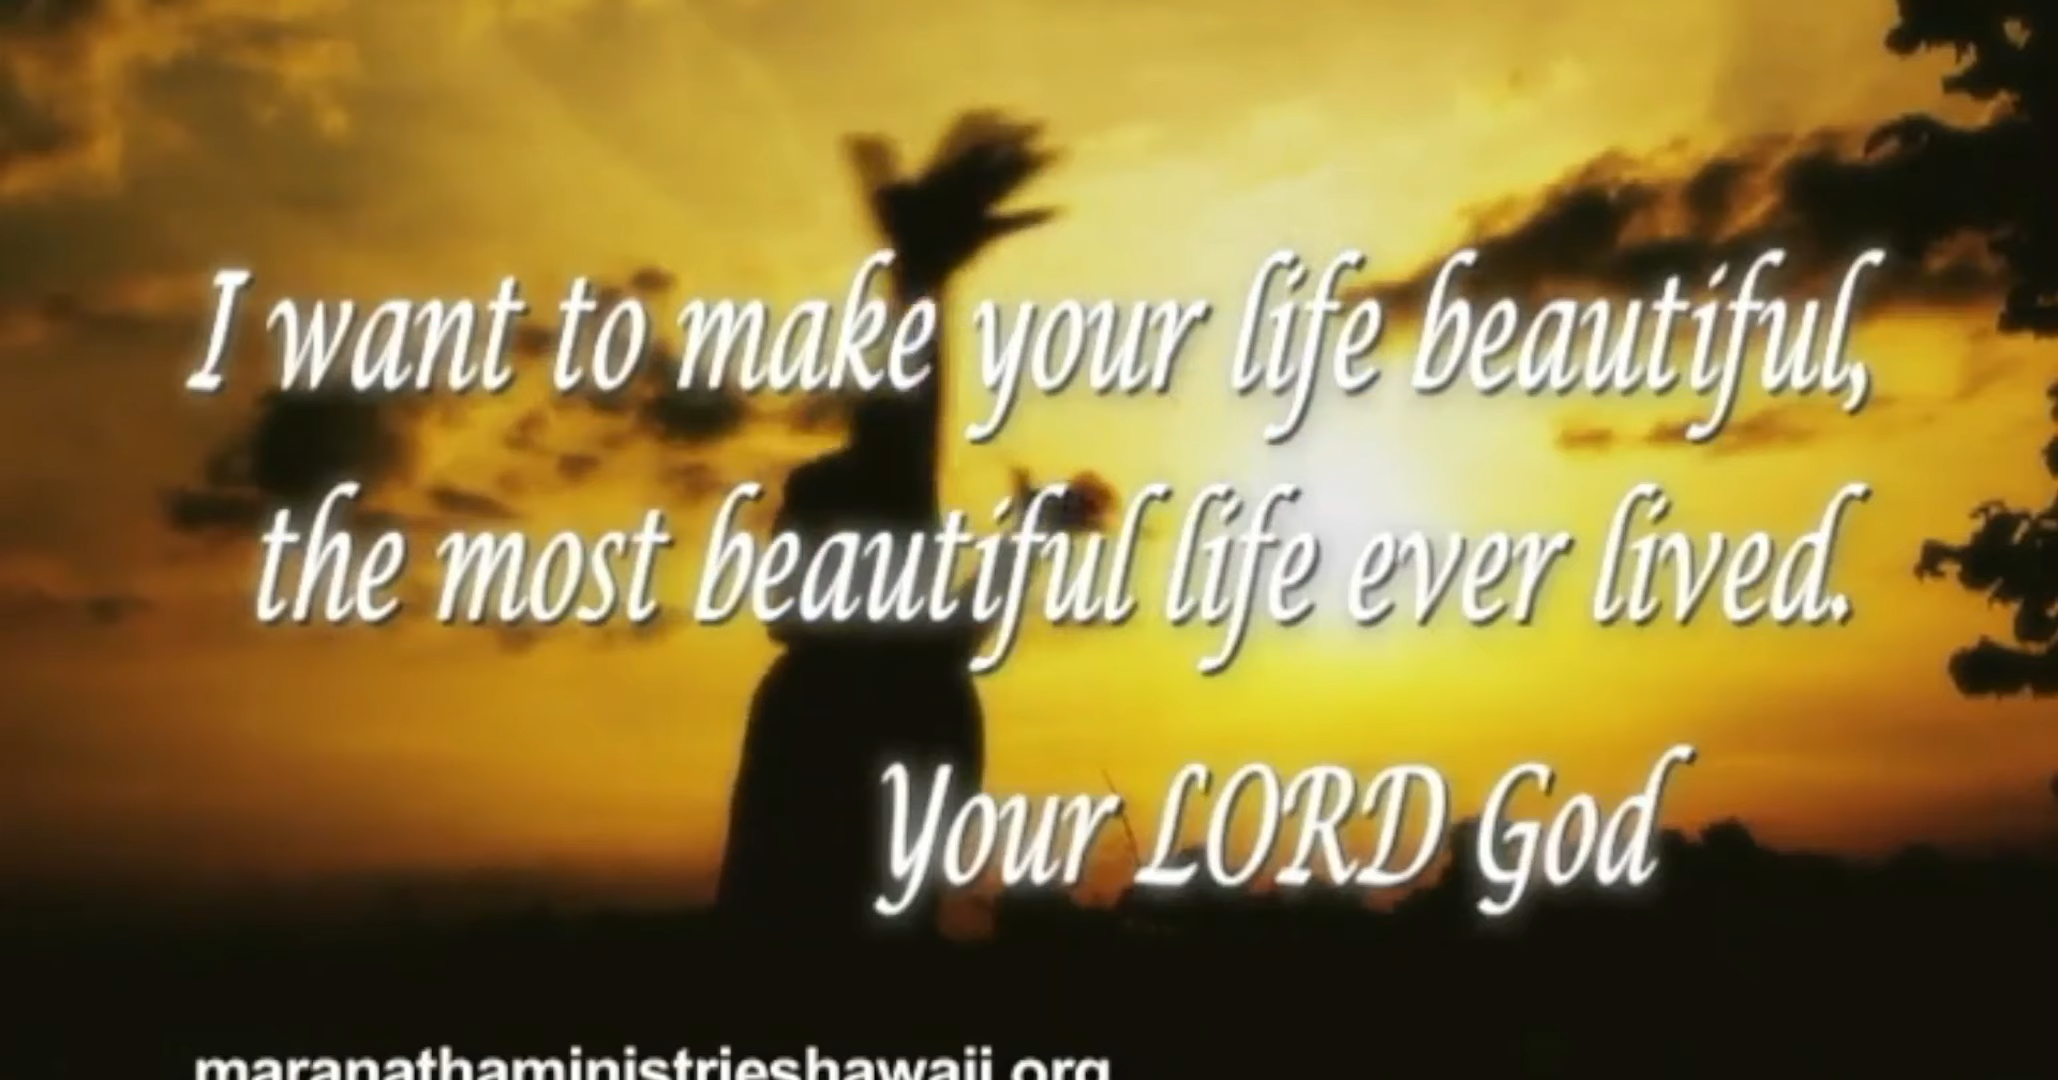 I want to make your life beautiful,
the most beautiful life ever lived.
Your LORD God
maranathaministrieshawaii.org